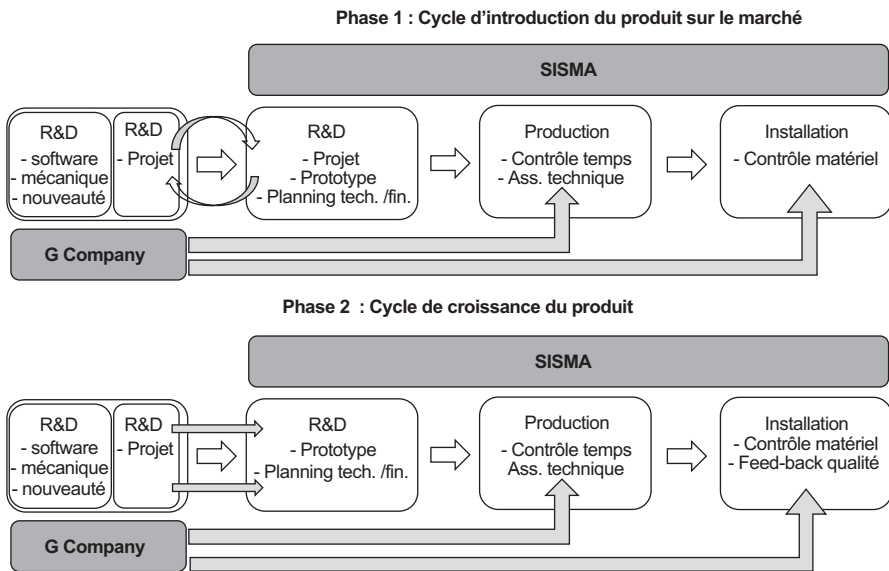 Phase 1 : Cycle d'introduction du produit sur le marché
SISMA
R&D
- software
- mécanique
- nouveauté
R&D
- Projet
R&D
- Projet
- Prototype
- Planning tech. /fin.
Production
- Contrôle temps
- Ass. technique
Installation
- Contrôle matériel
G Company
Phase 2 : Cycle de croissance du produit
SISMA
R&D
- software
- mécanique
- nouveauté
R&D
- Projet
R&D
- Prototype
- Planning tech. /fin.
Production
- Contrôle temps
Ass. technique
Installation
- Contrôle matériel
- Feed-back qualité
G Company